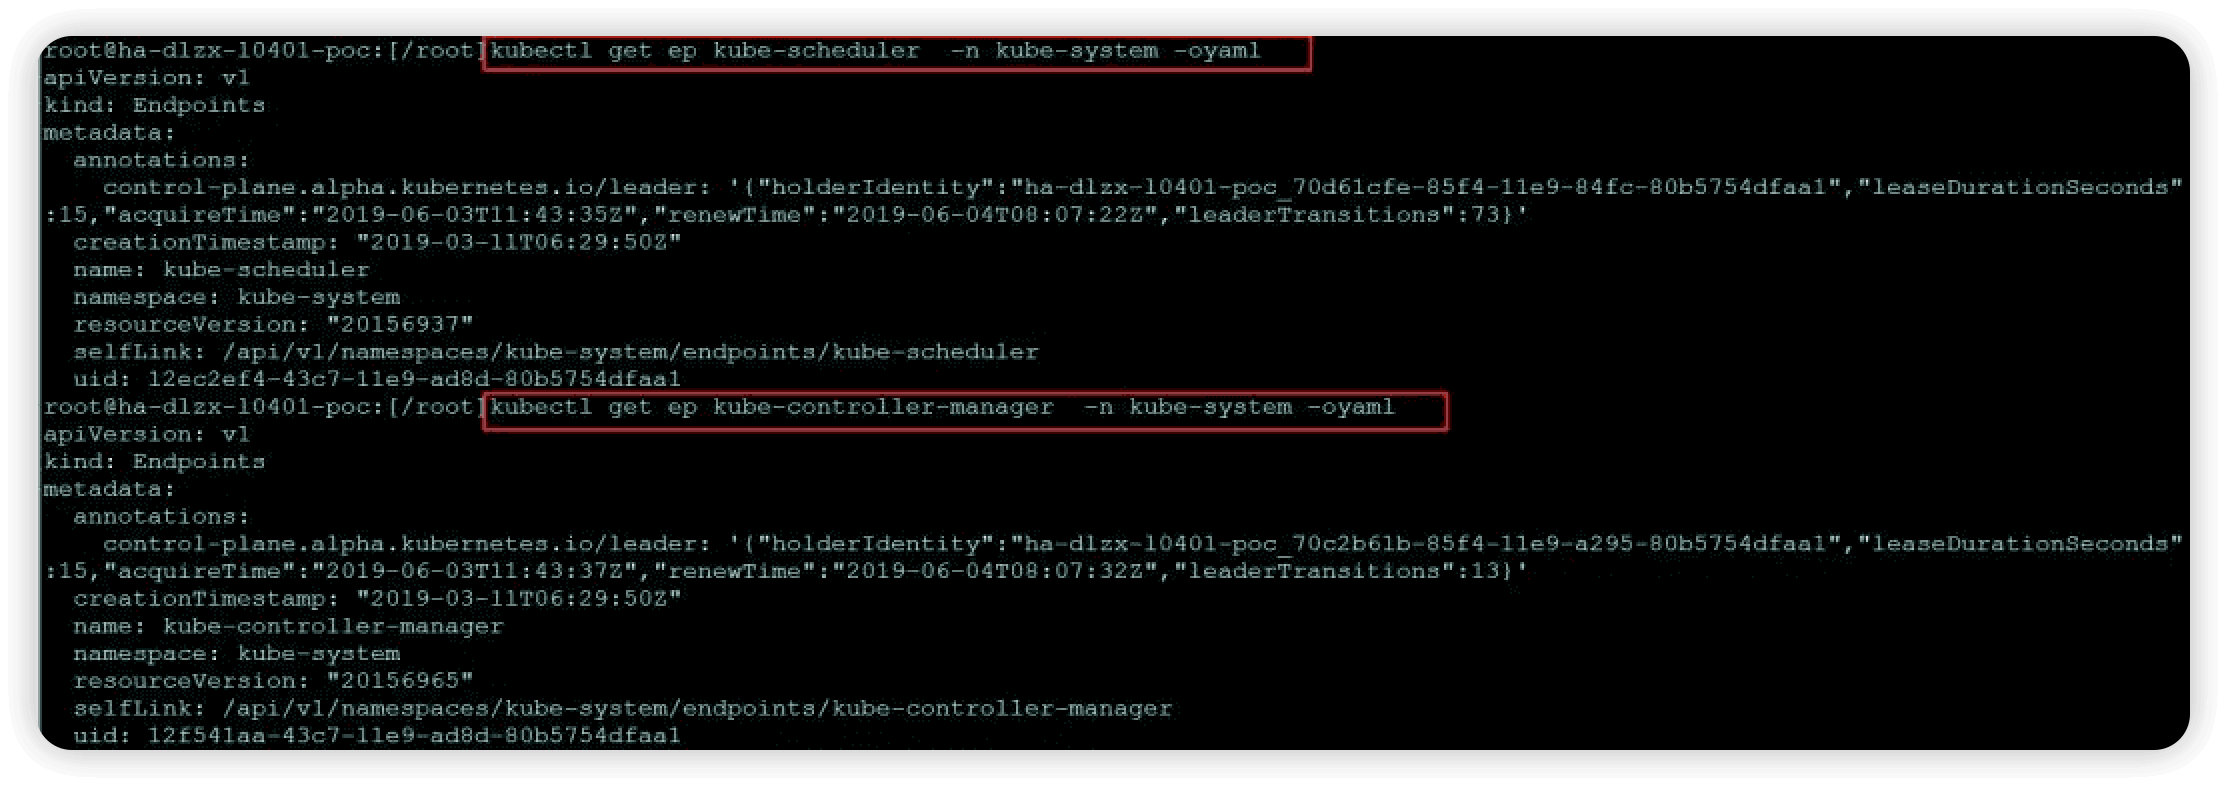 root@ha-dlzx-l0401-poc:[/root]kubectl get ep kube-scheduler  -n kube-system -oyaml
apiVersion: v1
kind: Endpoints
metadata:
  annotations:
    control-plane.alpha.kubernetes.io/leader: '{"holderIdentity":"ha-dlzx-l0401-poc_70d61cfe-85f4-11e9-84fc-80b5754dfaa1","leaseDurationSeconds"
:15,"acquireTime":"2019-06-03T11:43:35Z","renewTime":"2019-06-04T08:07:22Z","leaderTransitions":73}'
  creationTimestamp: "2019-03-11T06:29:50Z"
  name: kube-scheduler
  namespace: kube-system
  resourceVersion: "20156937"
  selfLink: /api/v1/namespaces/kube-system/endpoints/kube-scheduler
  uid: 12ec2ef4-43c7-11e9-ad8d-80b5754dfaa1
root@ha-dlzx-l0401-poc:[/root]kubectl get ep kube-controller-manager  -n kube-system -oyaml
apiVersion: v1
kind: Endpoints
metadata:
  annotations:
    control-plane.alpha.kubernetes.io/leader: '{"holderIdentity":"ha-dlzx-l0401-poc_70c2b61b-85f4-11e9-a295-80b5754dfaa1","leaseDurationSeconds"
:15,"acquireTime":"2019-06-03T11:43:37Z","renewTime":"2019-06-04T08:07:32Z","leaderTransitions":13}'
  creationTimestamp: "2019-03-11T06:29:50Z"
  name: kube-controller-manager
  namespace: kube-system
  resourceVersion: "20156965"
  selfLink: /api/v1/namespaces/kube-system/endpoints/kube-controller-manager
  uid: 12f541aa-43c7-11e9-ad8d-80b5754dfaa1